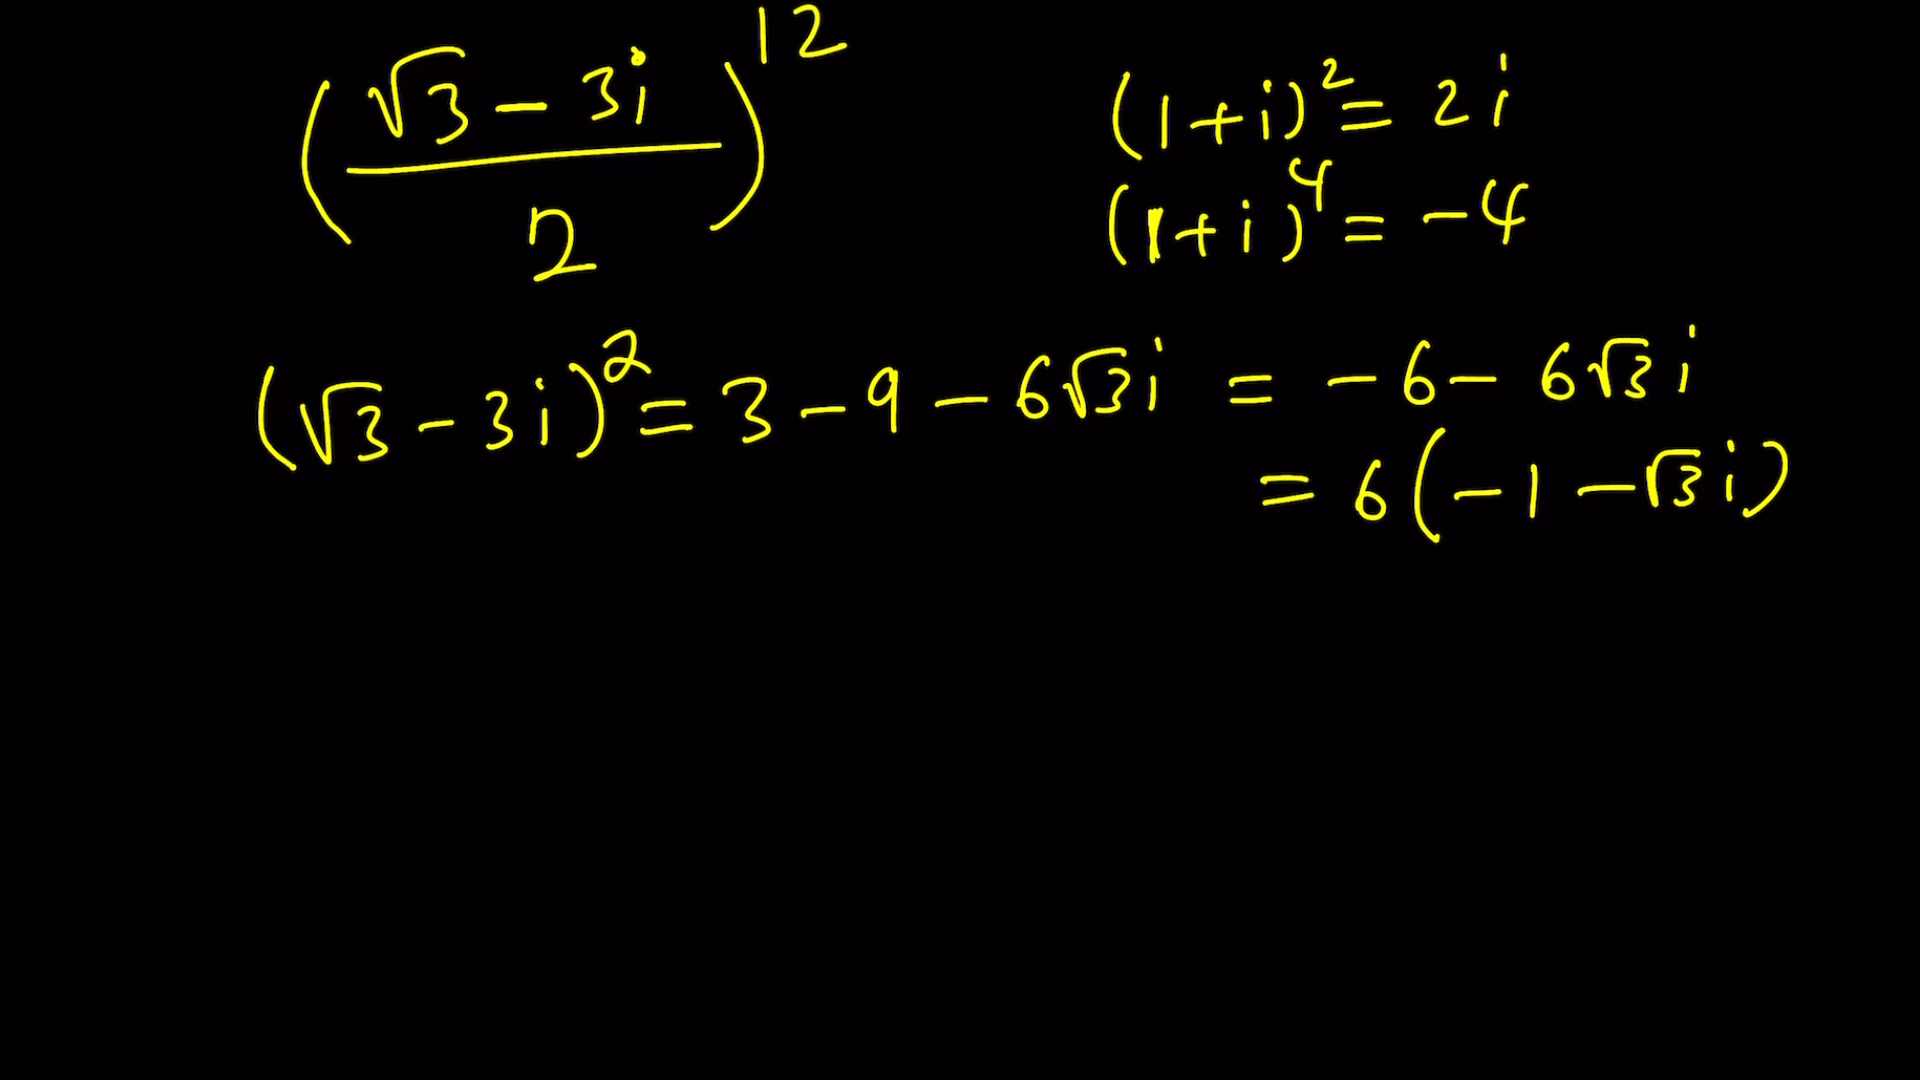 (√3 - 3i / 2)^12
(1+i)^2 = 2i
(1+i)^4 = -4
(√3 - 3i)^2 = 3 - 9 - 6√3i = -6 - 6√3i
= 6(-1 - √3i)